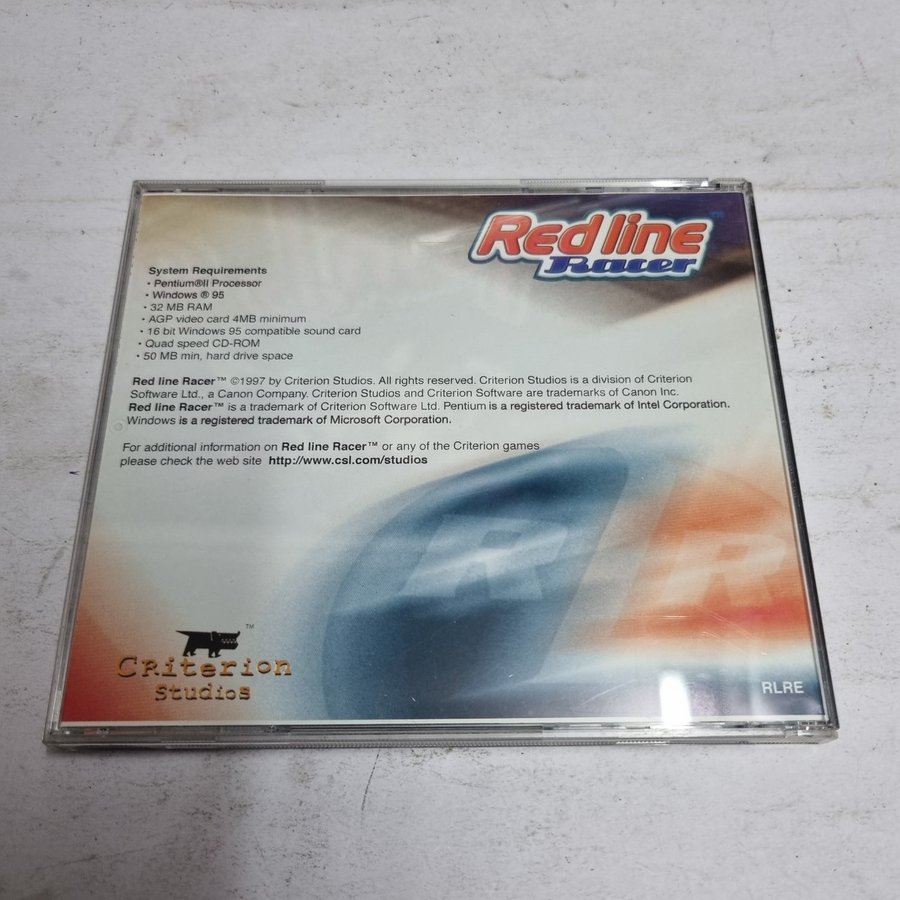 Red line™
Racer
System Requirements
• Pentium®II Processor
• Windows ® 95
• 32 MB RAM
• AGP video card 4MB minimum
• 16 bit Windows 95 compatible sound card
• Quad speed CD-ROM
• 50 MB min, hard drive space
Red line Racer™ ©1997 by Criterion Studios. All rights reserved. Criterion Studios is a division of Criterion
Software Ltd., a Canon Company. Criterion Studios and Criterion Software are trademarks of Canon Inc.
Red line Racer™ is a trademark of Criterion Software Ltd. Pentium is a registered trademark of Intel Corporation.
Windows is a registered trademark of Microsoft Corporation.
For additional information on Red line Racer™ or any of the Criterion games
please check the web site http://www.csl.com/studios
R R
™
Criterion
Studios
RLRE